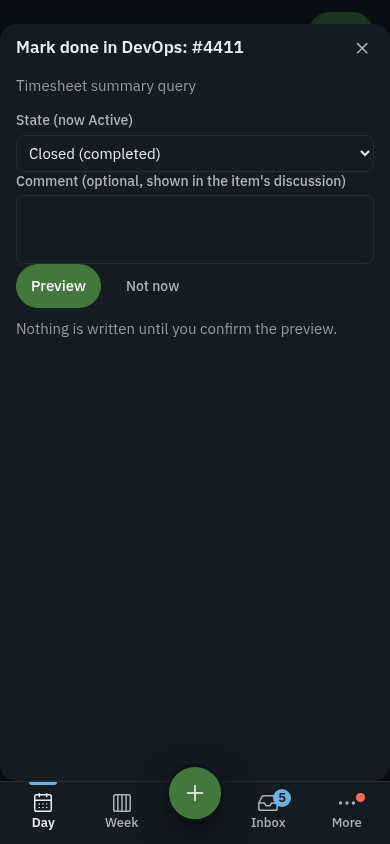 Mark done in DevOps: #4411
Timesheet summary query
State (now Active)
Closed (completed)
Comment (optional, shown in the item's discussion)
Preview
Not now
Nothing is written until you confirm the preview.
5
Day
Week
Inbox
More